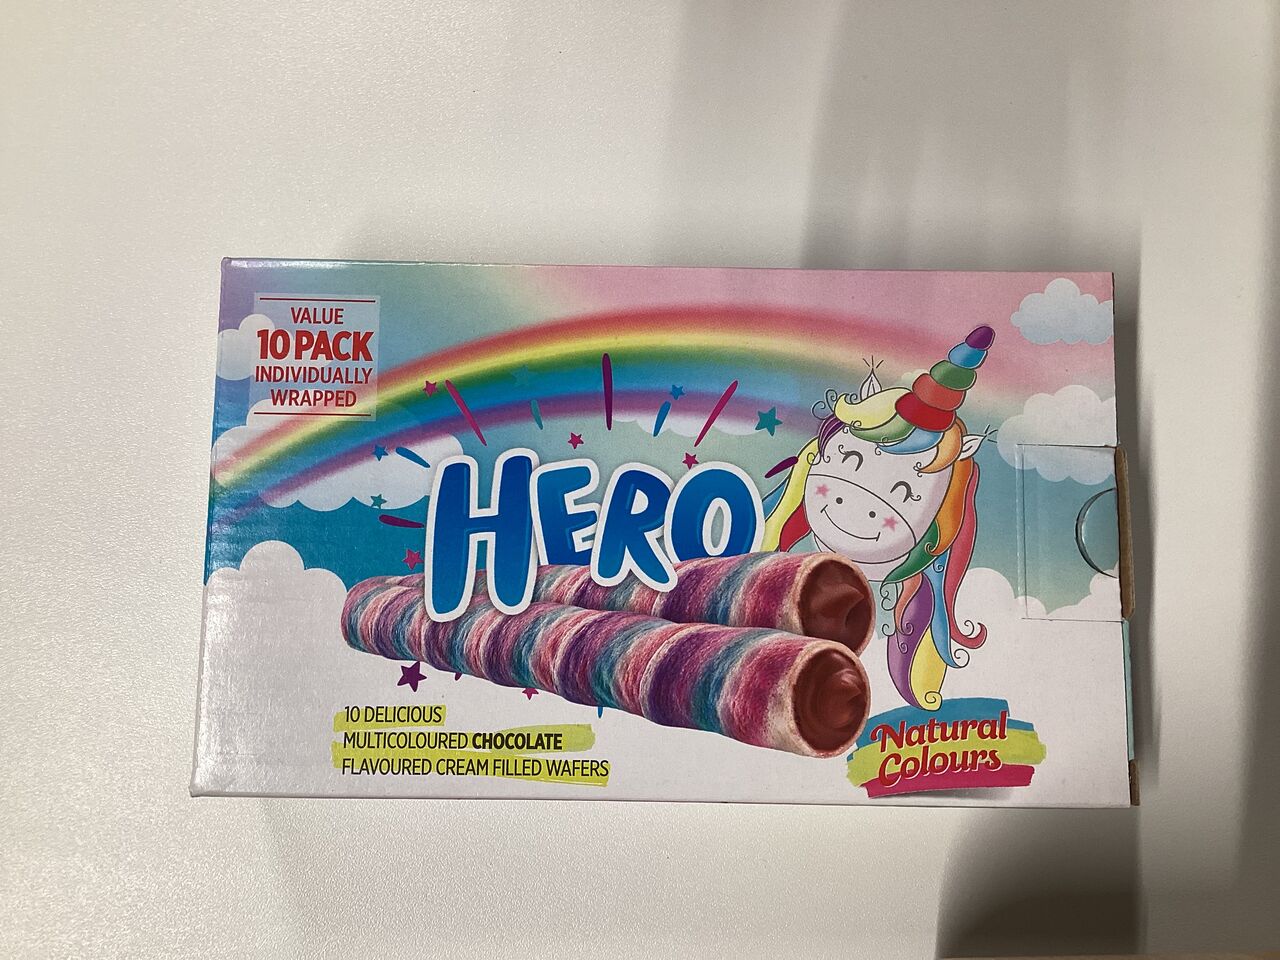 VALUE
10 PACK
INDIVIDUALLY
WRAPPED
HERO
10 DELICIOUS
MULTICOLOURED CHOCOLATE
FLAVOURED CREAM FILLED WAFERS
Natural
Colours